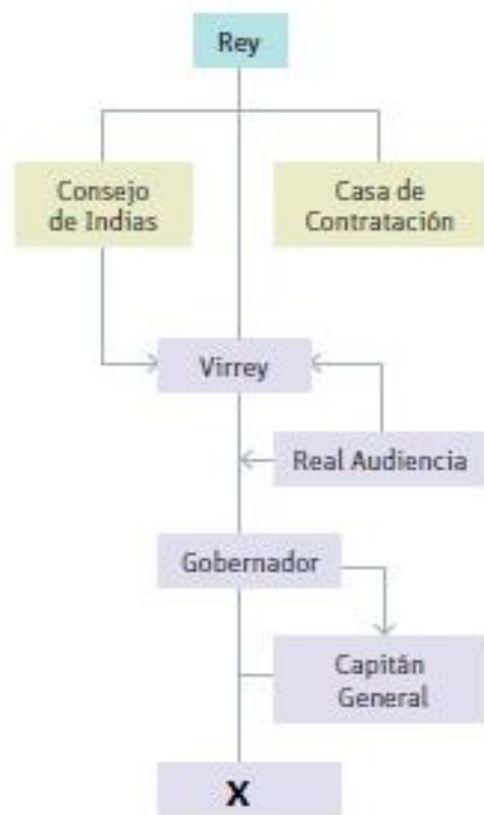 Rey
Consejo
de Indias
Casa de
Contratación
Virrey
Real Audiencia
Gobernador
Capitán
General
X